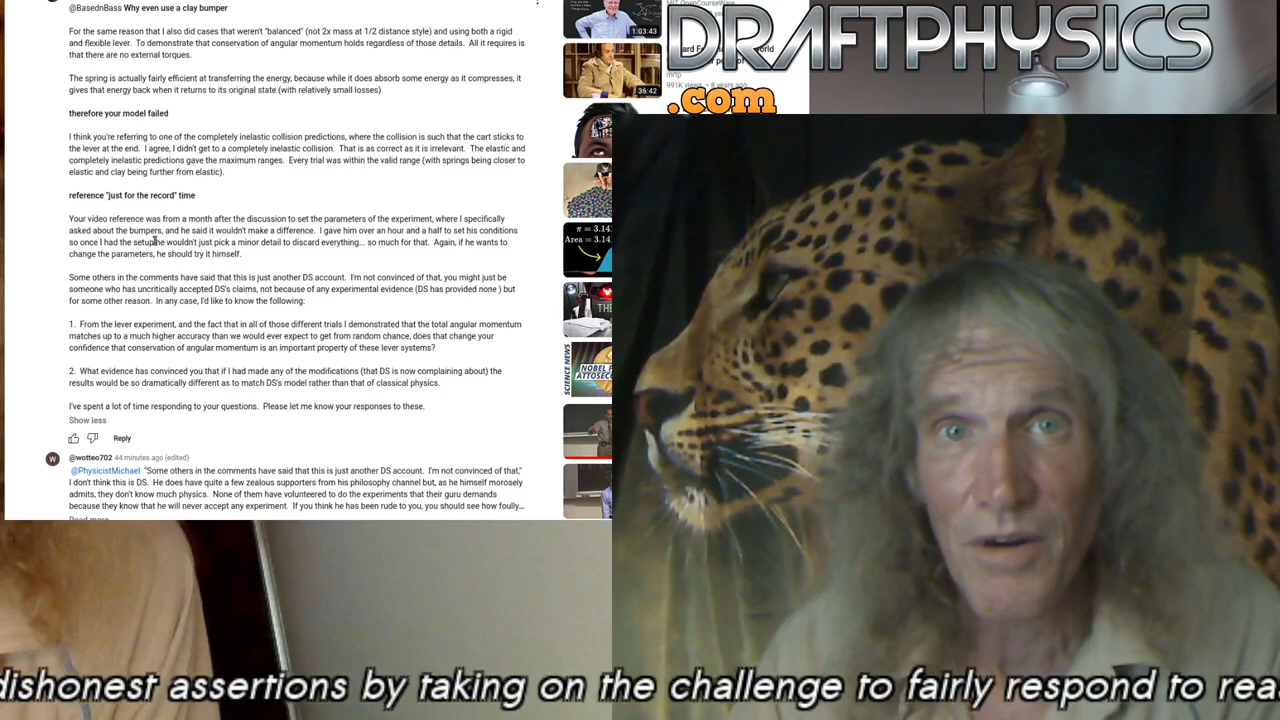 @BasednBass Why even use a clay bumper
For the same reason that I also did cases that weren't "balanced" (not 2x mass at 1/2 distance style) and using both a rigid
and flexible lever. To demonstrate that conservation of angular momentum holds regardless of those details. All it requires is
that there are no external torques.
The spring is actually fairly efficient at transferring the energy, because while it does absorb some energy as it compresses, it
gives that energy back when it returns to its original state (with relatively small losses)
therefore your model failed
I think you're referring to one of the completely inelastic collision predictions, where the collision is such that the cart sticks to
the lever at the end. I agree, I didn't get to a completely inelastic collision. That is as correct as it is irrelevant. The elastic and
completely inelastic predictions gave the maximum ranges. Every trial was within the valid range (with springs being closer to
elastic and clay being further from elastic).
reference "just for the record" time
Your video reference was from a month after the discussion to set the parameters of the experiment, where I specifically
asked about the bumpers, and he said it wouldn't make a difference. I gave him over an hour and a half to set his conditions
so once I had the setup he wouldn't just pick a minor detail to discard everything... so much for that. Again, if he wants to
change the parameters, he should try it himself.
Some others in the comments have said that this is just another DS account. I'm not convinced of that, you might just be
someone who has uncritically accepted DS's claims, not because of any experimental evidence (DS has provided none ) but
for some other reason. In any case, I'd like to know the following:
1. From the lever experiment, and the fact that in all of those different trials I demonstrated that the total angular momentum
matches up to a much higher accuracy than we would ever expect to get from random chance, does that change your
confidence that conservation of angular momentum is an important property of these lever systems?
2. What evidence has convinced you that if I had made any of the modifications (that DS is now complaining about) the
results would be so dramatically different as to match DS's model rather than that of classical physics.
I've spent a lot of time responding to your questions. Please let me know your responses to these.
Show less
Reply
W
@wotteo702 44 minutes ago (edited)
@PhysicistMichael "Some others in the comments have said that this is just another DS account. I'm not convinced of that,"
I don't think this is DS. He does have quite a few zealous supporters from his philosophy channel but, as he himself morosely
admits, they don't know much physics. None of them have volunteered to do the experiments that their guru demands
because they know that he will never accept any experiment. If you think he has been rude to you, you should see how foully...
Read more
1:03:43
36:42
π = 3.14
Area = 3.14
THE
SCIENCE NEWS
NOBEL
ATTOSEC
MIT OpenCourseWare
mrtp
991K views • 8 years ago
DRAFTPHYSICS
.com
dishonest assertions by taking on the challenge to fairly respond to rea